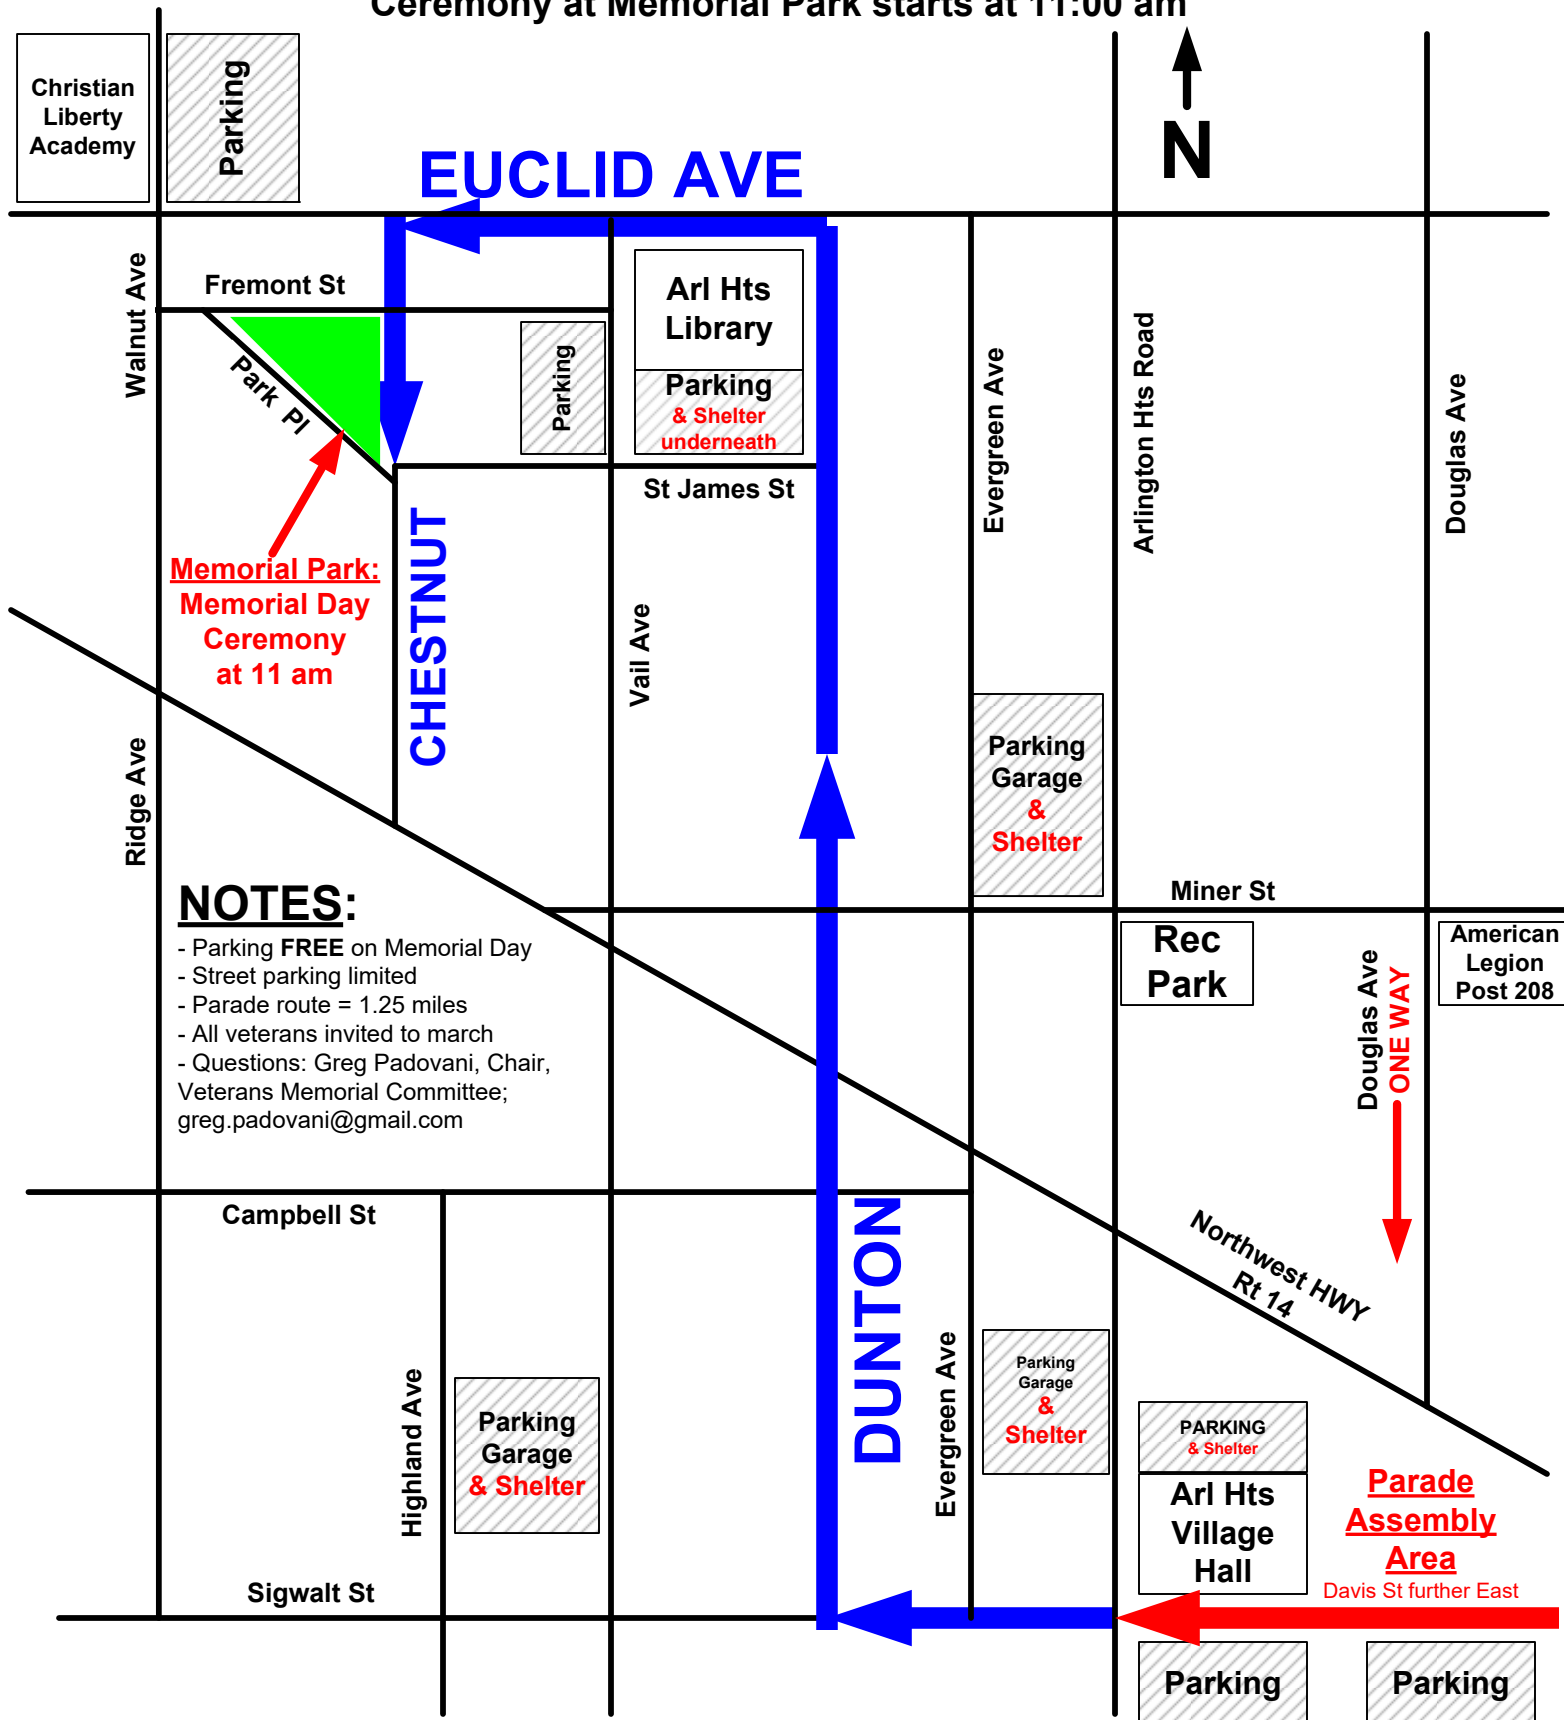 Ceremony at Memorial Park starts at 11:00 am
Christian
Liberty
Academy
Parking
N
EUCLID AVE
Walnut Ave
Fremont St
Park Pl
Parking
Arl Hts
Library
Parking
& Shelter
underneath
St James St
Evergreen Ave
Arlington Hts Road
Douglas Ave
Memorial Park:
Memorial Day
Ceremony
at 11 am
CHESTNUT
Vail Ave
Ridge Ave
Parking
Garage
&
Shelter
Miner St
Rec
Park
Douglas Ave
ONE WAY
American
Legion
Post 208
NOTES:
- Parking FREE on Memorial Day
- Street parking limited
- Parade route = 1.25 miles
- All veterans invited to march
- Questions: Greg Padovani, Chair,
Veterans Memorial Committee;
greg.padovani@gmail.com
Campbell St
DUNTON
Northwest HWY
Rt 14
Highland Ave
Parking
Garage
& Shelter
Evergreen Ave
Parking
Garage
&
Shelter
PARKING
& Shelter
Arl Hts
Village
Hall
Parade
Assembly
Area
Davis St further East
Sigwalt St
Parking
Parking